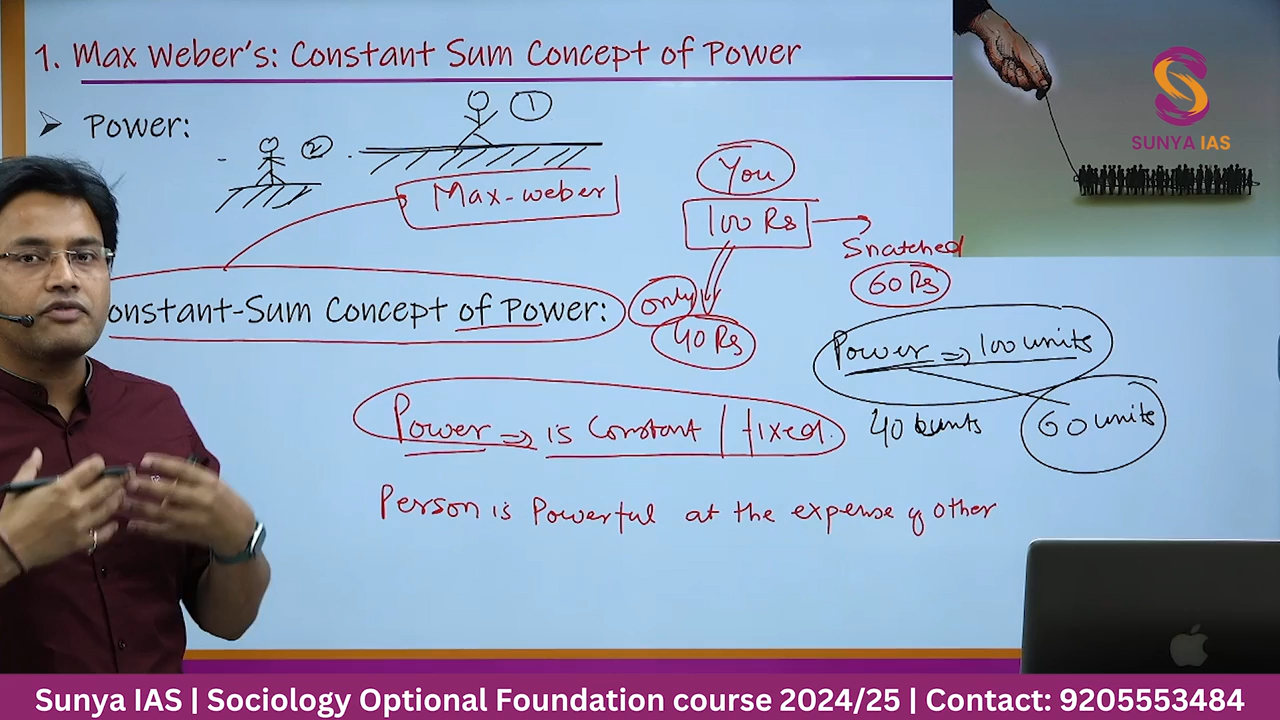 1. Max Weber's: Constant Sum Concept of Power
SUNYA IAS
➤ Power:
1
2
Max-weber
You
100 Rs
Snatched
60 Rs
onstant-Sum Concept of Power:
only
40 Rs
Power => 100 units
40 units
60 units
Power => is constant / fixed.
Person is Powerful at the expense of other
Sunya IAS | Sociology Optional Foundation course 2024/25 | Contact: 9205553484